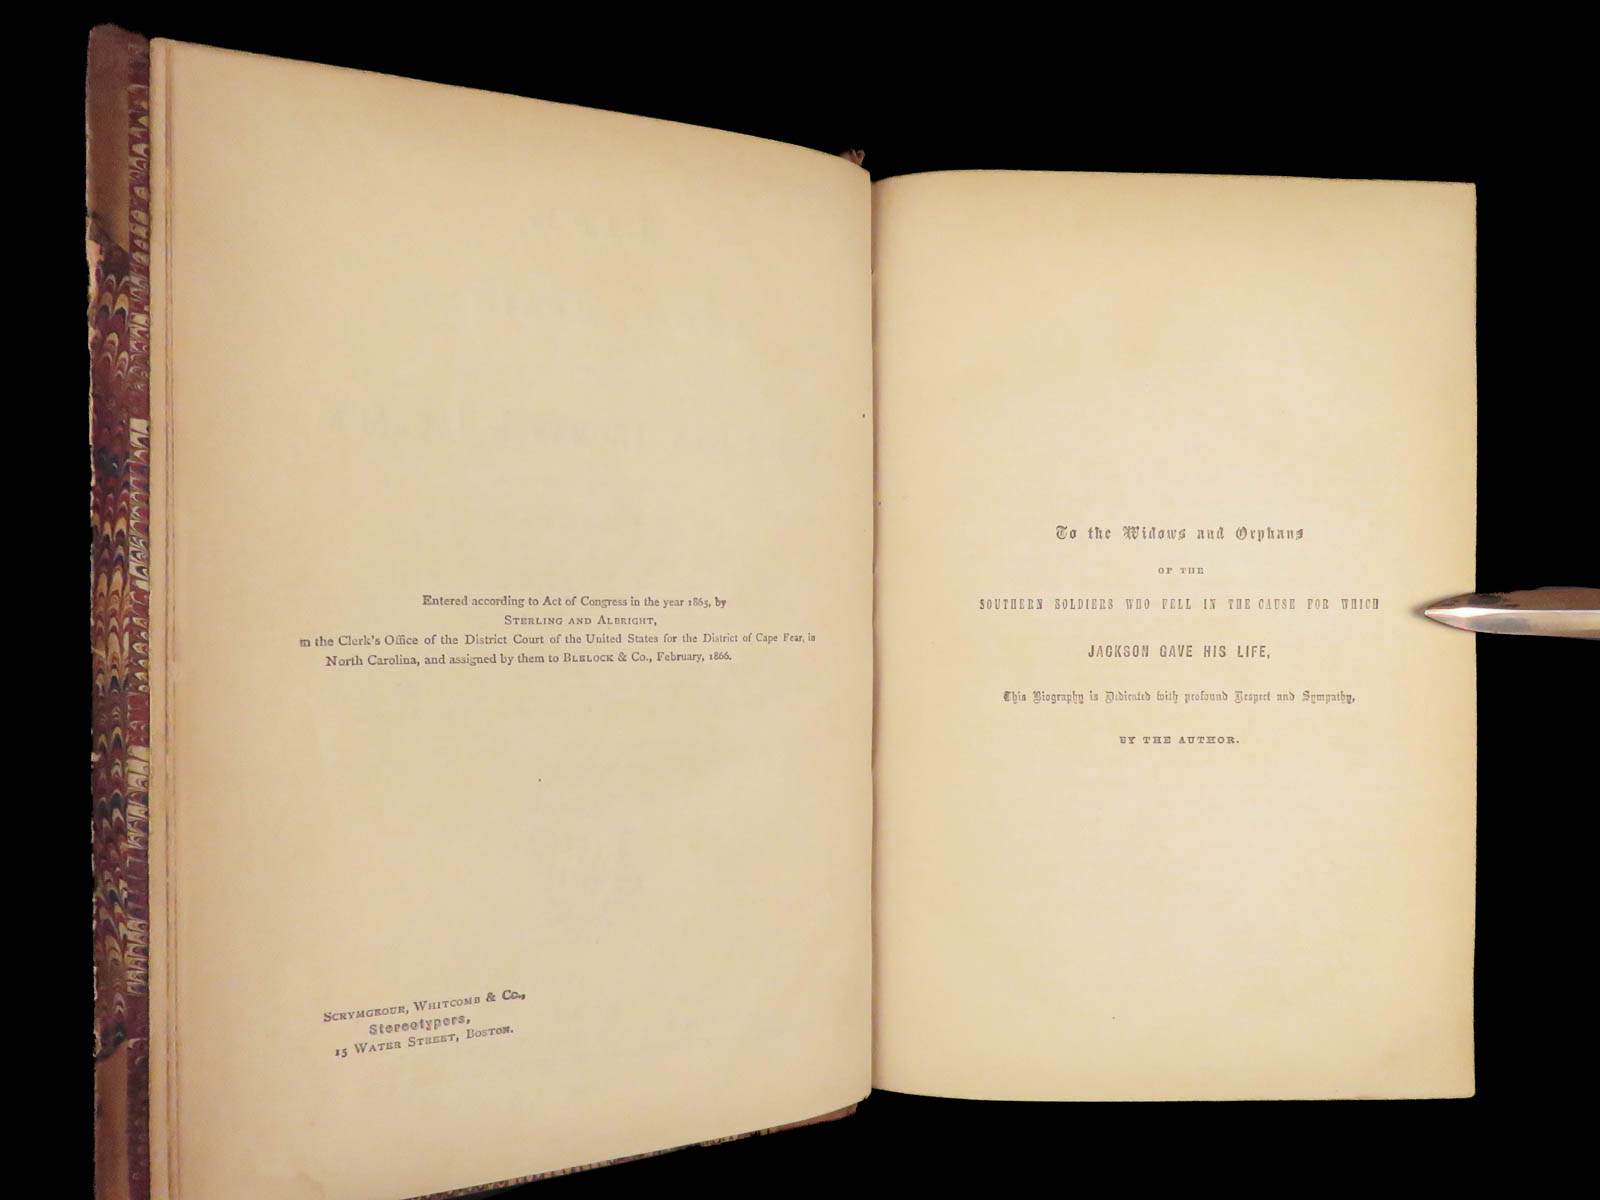 Entered according to Act of Congress in the year 1865, by
STERLING AND ALBRIGHT,
in the Clerk's Office of the District Court of the United States for the District of Cape Fear, in
North Carolina, and assigned by them to BLELOCK & Co., February, 1866.
SCRYMGEOUR, WHITCOMB & Co.,
Stereotypers,
15 WATER STREET, BOSTON.
To the Widows and Orphans
OF THE
SOUTHERN SOLDIERS WHO FELL IN THE CAUSE FOR WHICH
JACKSON GAVE HIS LIFE,
This Biography is Dedicated with profound Respect and Sympathy,
BY THE AUTHOR.